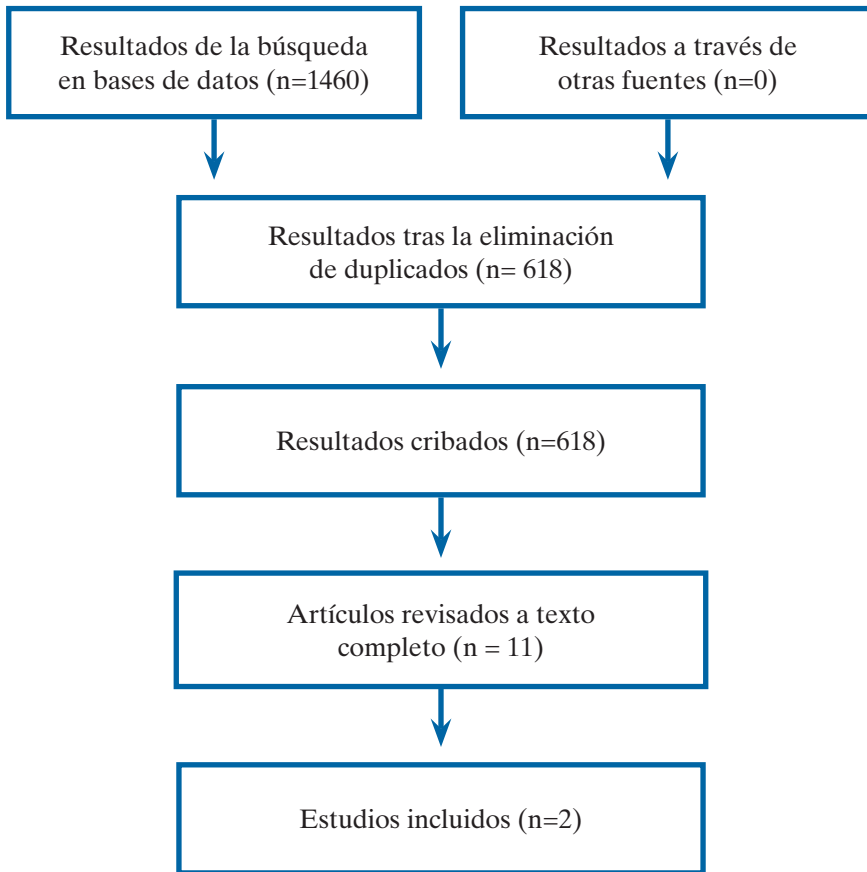 Resultados de la búsqueda
en bases de datos (n=1460)
Resultados a través de
otras fuentes (n=0)
Resultados tras la eliminación
de duplicados (n= 618)
Resultados cribados (n=618)
Artículos revisados a texto
completo (n = 11)
Estudios incluidos (n=2)